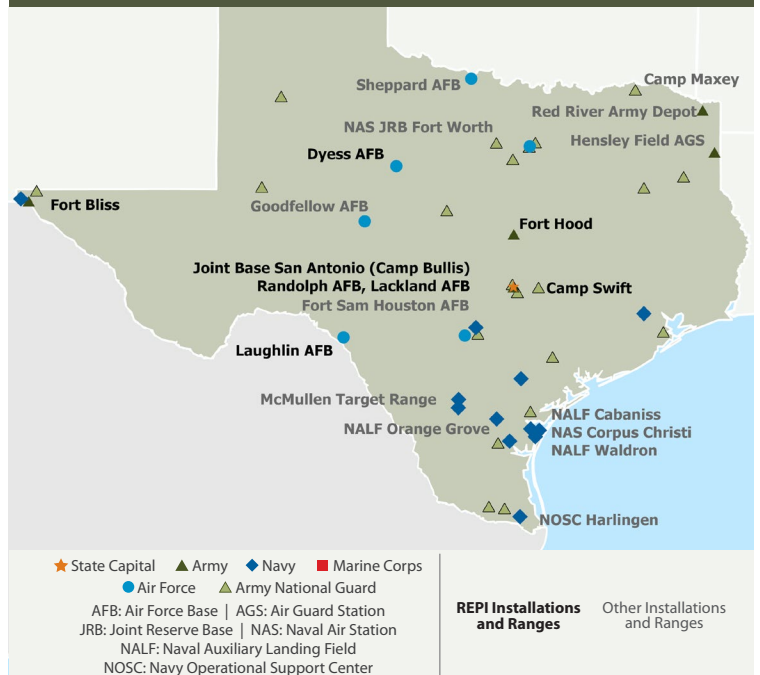 Sheppard AFB
Camp Maxey
Red River Army Depot
NAS JRB Fort Worth
Hensley Field AGS
Dyess AFB
Fort Bliss
Goodfellow AFB
Fort Hood
Joint Base San Antonio (Camp Bullis)
Randolph AFB, Lackland AFB
Camp Swift
Fort Sam Houston AFB
Laughlin AFB
McMullen Target Range
NALF Cabaniss
NALF Orange Grove
NAS Corpus Christi
NALF Waldron
NOSC Harlingen
State Capital Army Navy Marine Corps
Air Force Army National Guard
AFB: Air Force Base | AGS: Air Guard Station
JRB: Joint Reserve Base | NAS: Naval Air Station
NALF: Naval Auxiliary Landing Field
NOSC: Navy Operational Support Center
REPI Installations
and Ranges
Other Installations
and Ranges